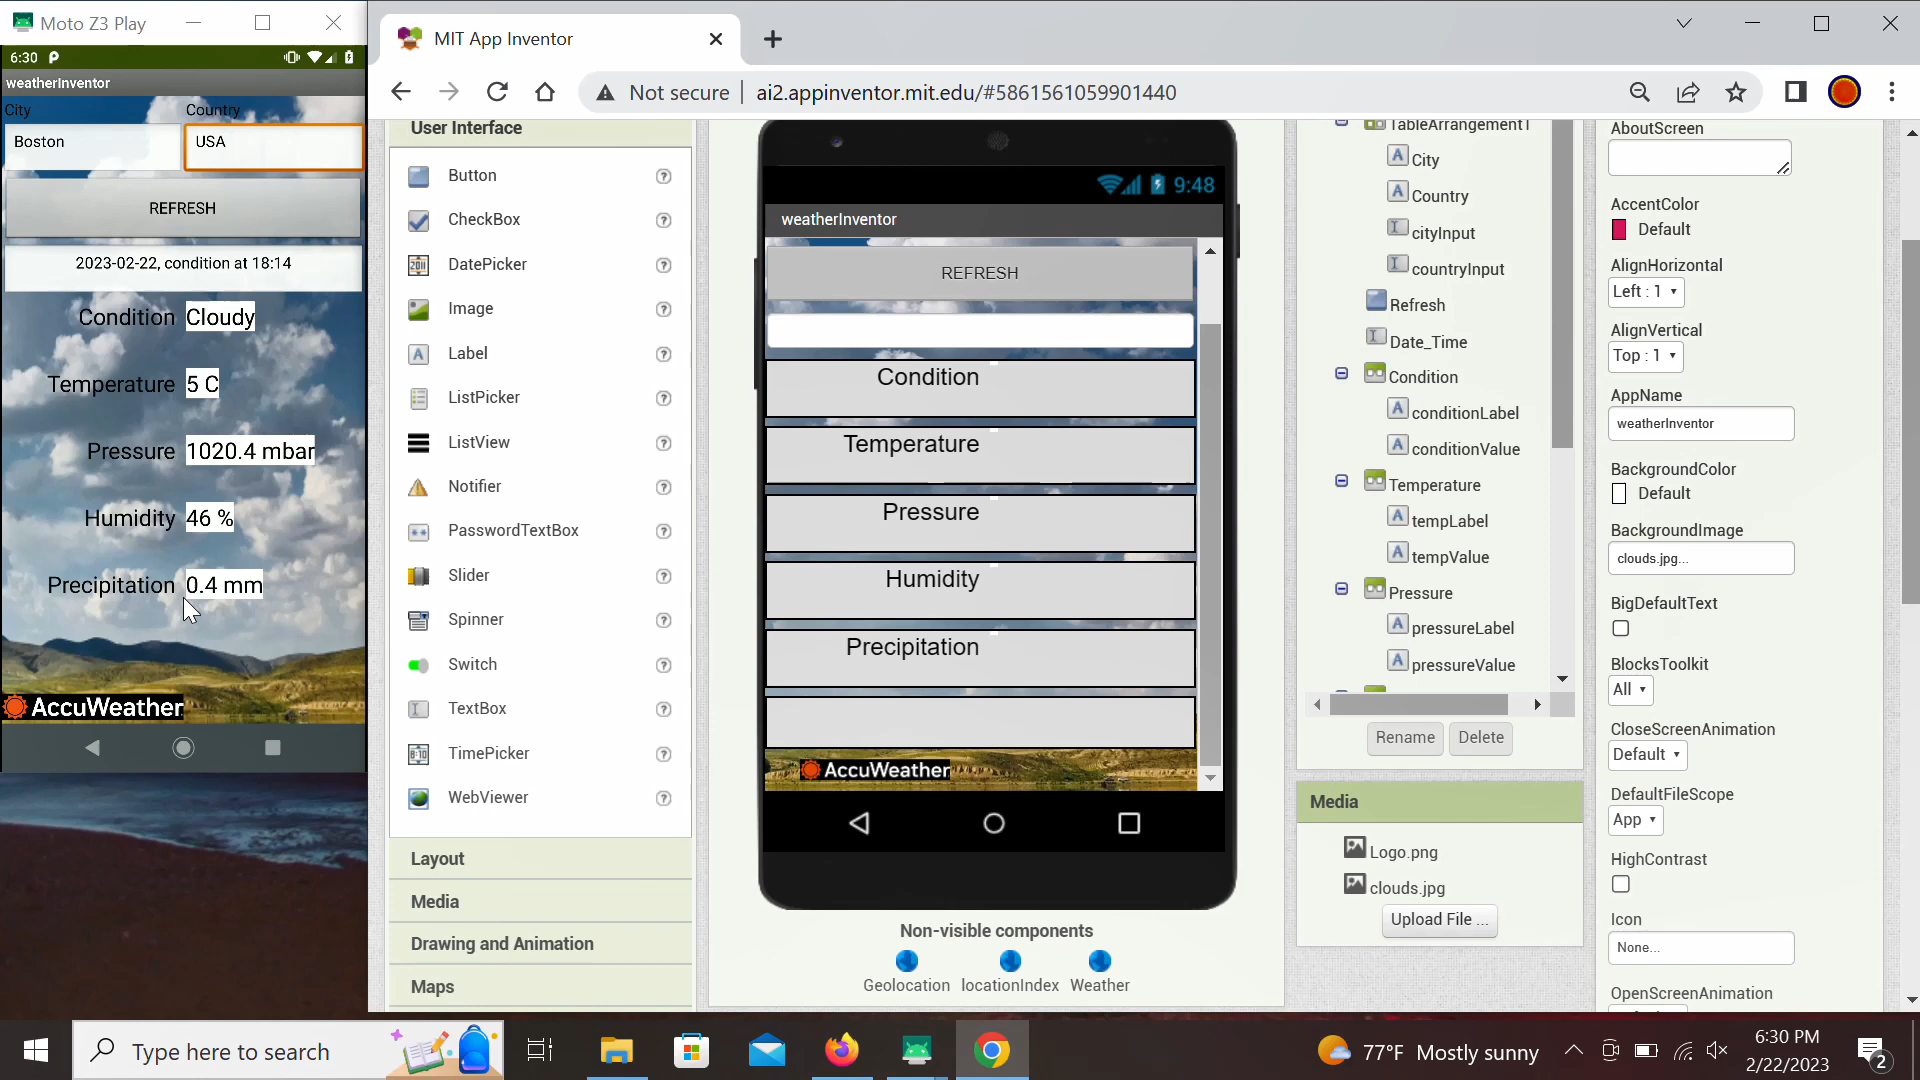 Moto Z3 Play
6:30
weatherInventor
City
Country
Boston
USA
REFRESH
2023-02-22, condition at 18:14
Condition Cloudy
Temperature 5 C
Pressure 1020.4 mbar
Humidity 46 %
Precipitation 0.4 mm
AccuWeather
MIT App Inventor
Not secure
ai2.appinventor.mit.edu/#5861561059901440
User Interface
Button
CheckBox
DatePicker
Image
Label
ListPicker
ListView
Notifier
PasswordTextBox
Slider
Spinner
Switch
TextBox
TimePicker
WebViewer
Layout
Media
Drawing and Animation
Maps
9:48
weatherInventor
REFRESH
Condition
Temperature
Pressure
Humidity
Precipitation
AccuWeather
Non-visible components
Geolocation
locationIndex
Weather
TableArrangement1
City
Country
cityInput
countryInput
Refresh
Date_Time
Condition
conditionLabel
conditionValue
Temperature
tempLabel
tempValue
Pressure
pressureLabel
pressureValue
Rename
Delete
Media
Logo.png
clouds.jpg
Upload File ...
AboutScreen
AccentColor
Default
AlignHorizontal
Left : 1
AlignVertical
Top : 1
AppName
weatherInventor
BackgroundColor
Default
BackgroundImage
clouds.jpg...
BigDefaultText
BlocksToolkit
All
CloseScreenAnimation
Default
DefaultFileScope
App
HighContrast
Icon
None...
OpenScreenAnimation
Type here to search
77°F Mostly sunny
6:30 PM
2/22/2023
2